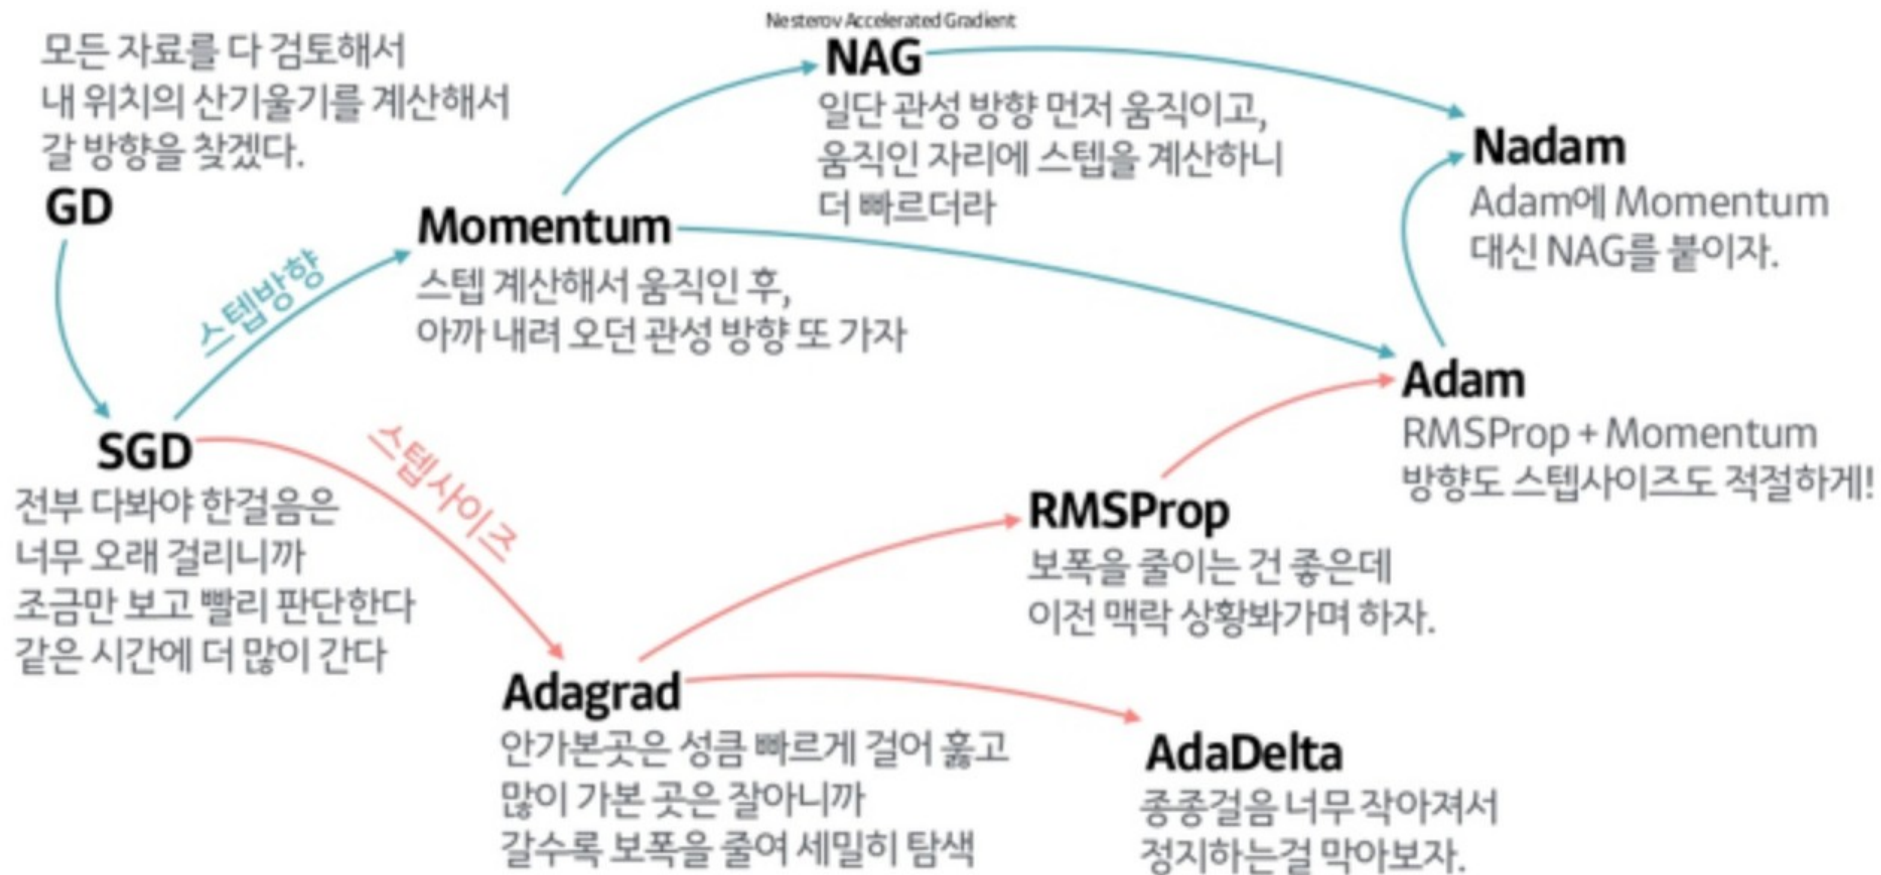 모든 자료를 다 검토해서
내 위치의 산기울기를 계산해서
갈 방향을 찾겠다.
GD
스텝방향
SGD
전부 다봐야 한걸음은
너무 오래 걸리니까
조금만 보고 빨리 판단한다
같은 시간에 더 많이 간다
Momentum
스텝 계산해서 움직인 후,
아까 내려 오던 관성 방향 또 가자
Nesterov Accelerated Gradient
NAG
일단 관성 방향 먼저 움직이고,
움직인 자리에 스텝을 계산하니
더 빠르더라
Nadam
Adam에 Momentum
대신 NAG를 붙이자.
Adam
RMSProp + Momentum
방향도 스텝사이즈도 적절하게!
스텝사이즈
RMSProp
보폭을 줄이는 건 좋은데
이전 맥락 상황봐가며 하자.
Adagrad
안가본곳은 성큼 빠르게 걸어 훑고
많이 가본 곳은 잘아니까
갈수록 보폭을 줄여 세밀히 탐색
AdaDelta
종종걸음 너무 작아져서
정지하는걸 막아보자.